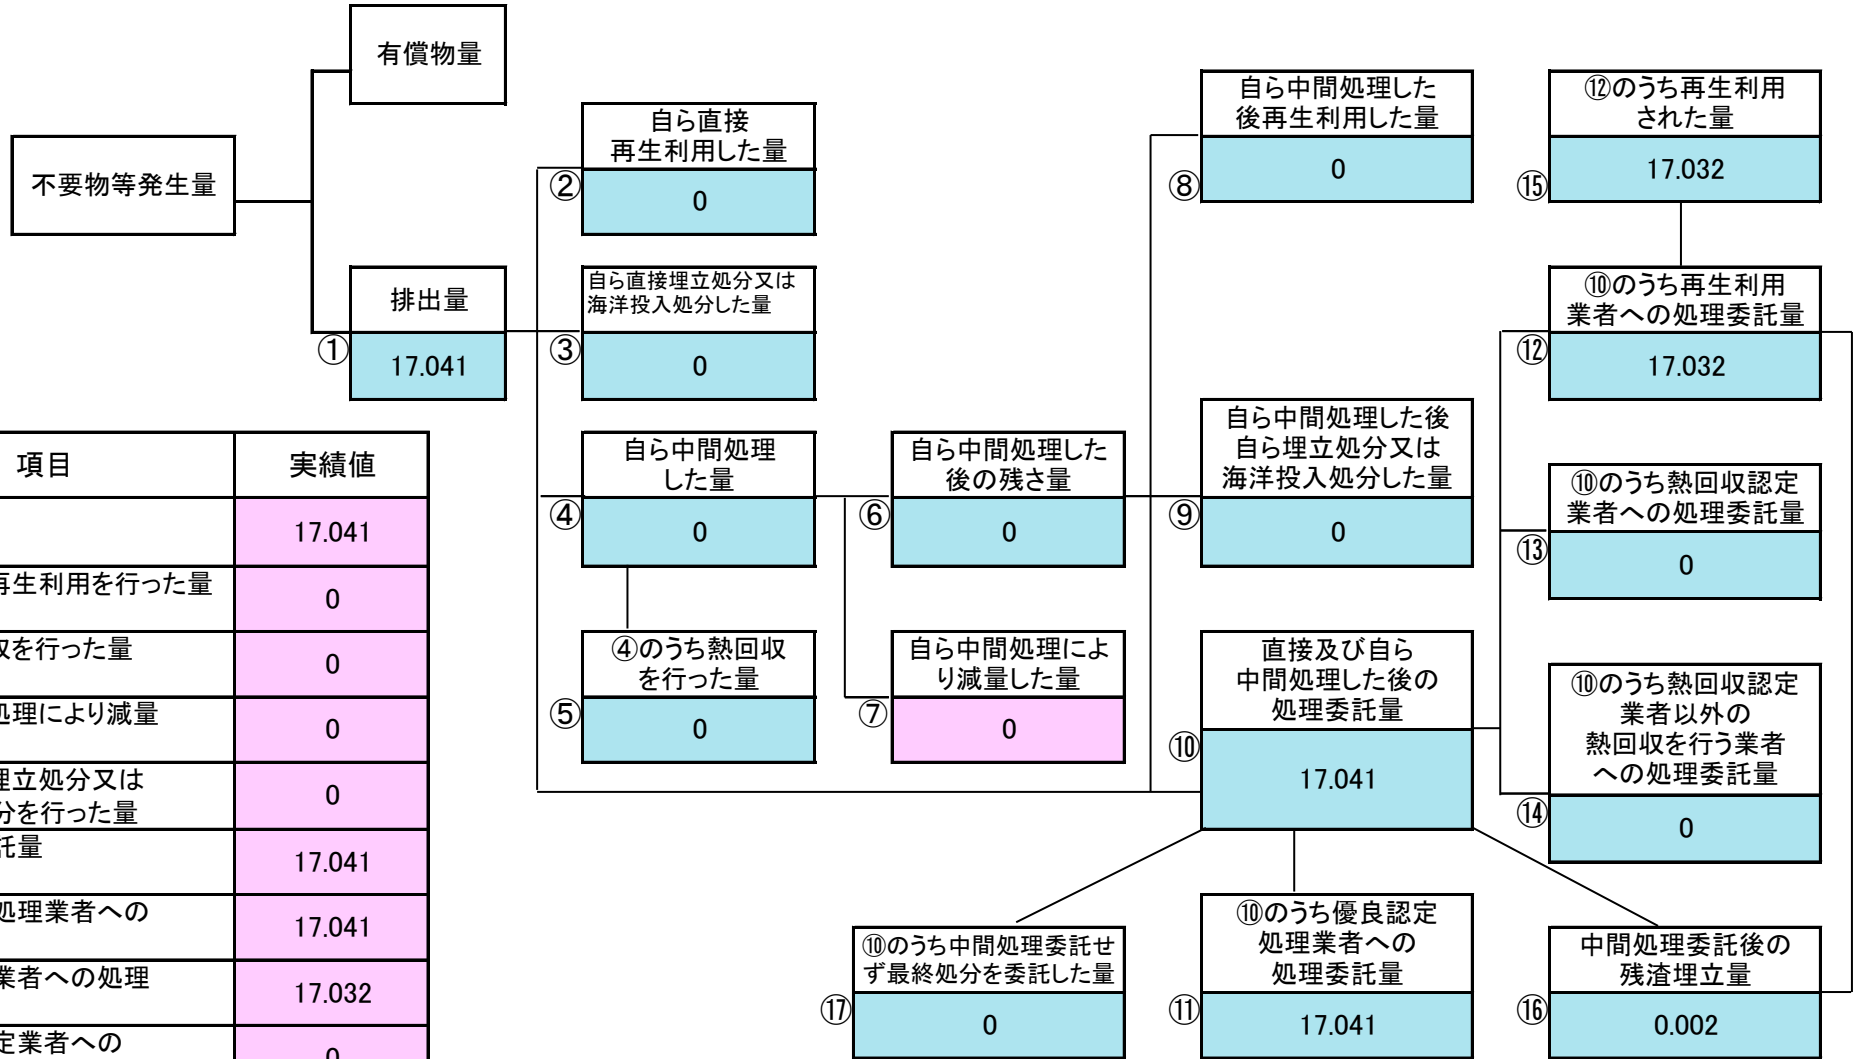 有償物量
不要物等発生量
排出量
①
17.041
自ら直接
再生利用した量
②
0
自ら直接埋立処分又は
海洋投入処分した量
③
0
自ら中間処理
した量
④
0
④のうち熱回収
を行った量
⑤
0
自ら中間処理した
後の残さ量
⑥
0
自ら中間処理によ
り減量した量
⑦
0
自ら中間処理した
後再生利用した量
⑧
0
自ら中間処理した後
自ら埋立処分又は
海洋投入処分した量
⑨
0
直接及び自ら
中間処理した後の
処理委託量
⑩
17.041
⑫のうち再生利用
された量
⑮
17.032
⑩のうち再生利用
業者への処理委託量
⑫
17.032
⑩のうち熱回収認定
業者への処理委託量
⑬
0
⑩のうち熱回収認定
業者以外の
熱回収を行う業者
への処理委託量
⑭
0
⑩のうち中間処理委託せ
ず最終処分を委託した量
⑰
0
⑩のうち優良認定
処理業者への
処理委託量
⑪
17.041
中間処理委託後の
残渣埋立量
⑯
0.002
項目 実績値
17.041
再生利用を行った量 0
収を行った量 0
処理により減量 0
埋立処分又は
分を行った量 0
託量 17.041
処理業者への 17.041
業者への処理 17.032
定業者への 0